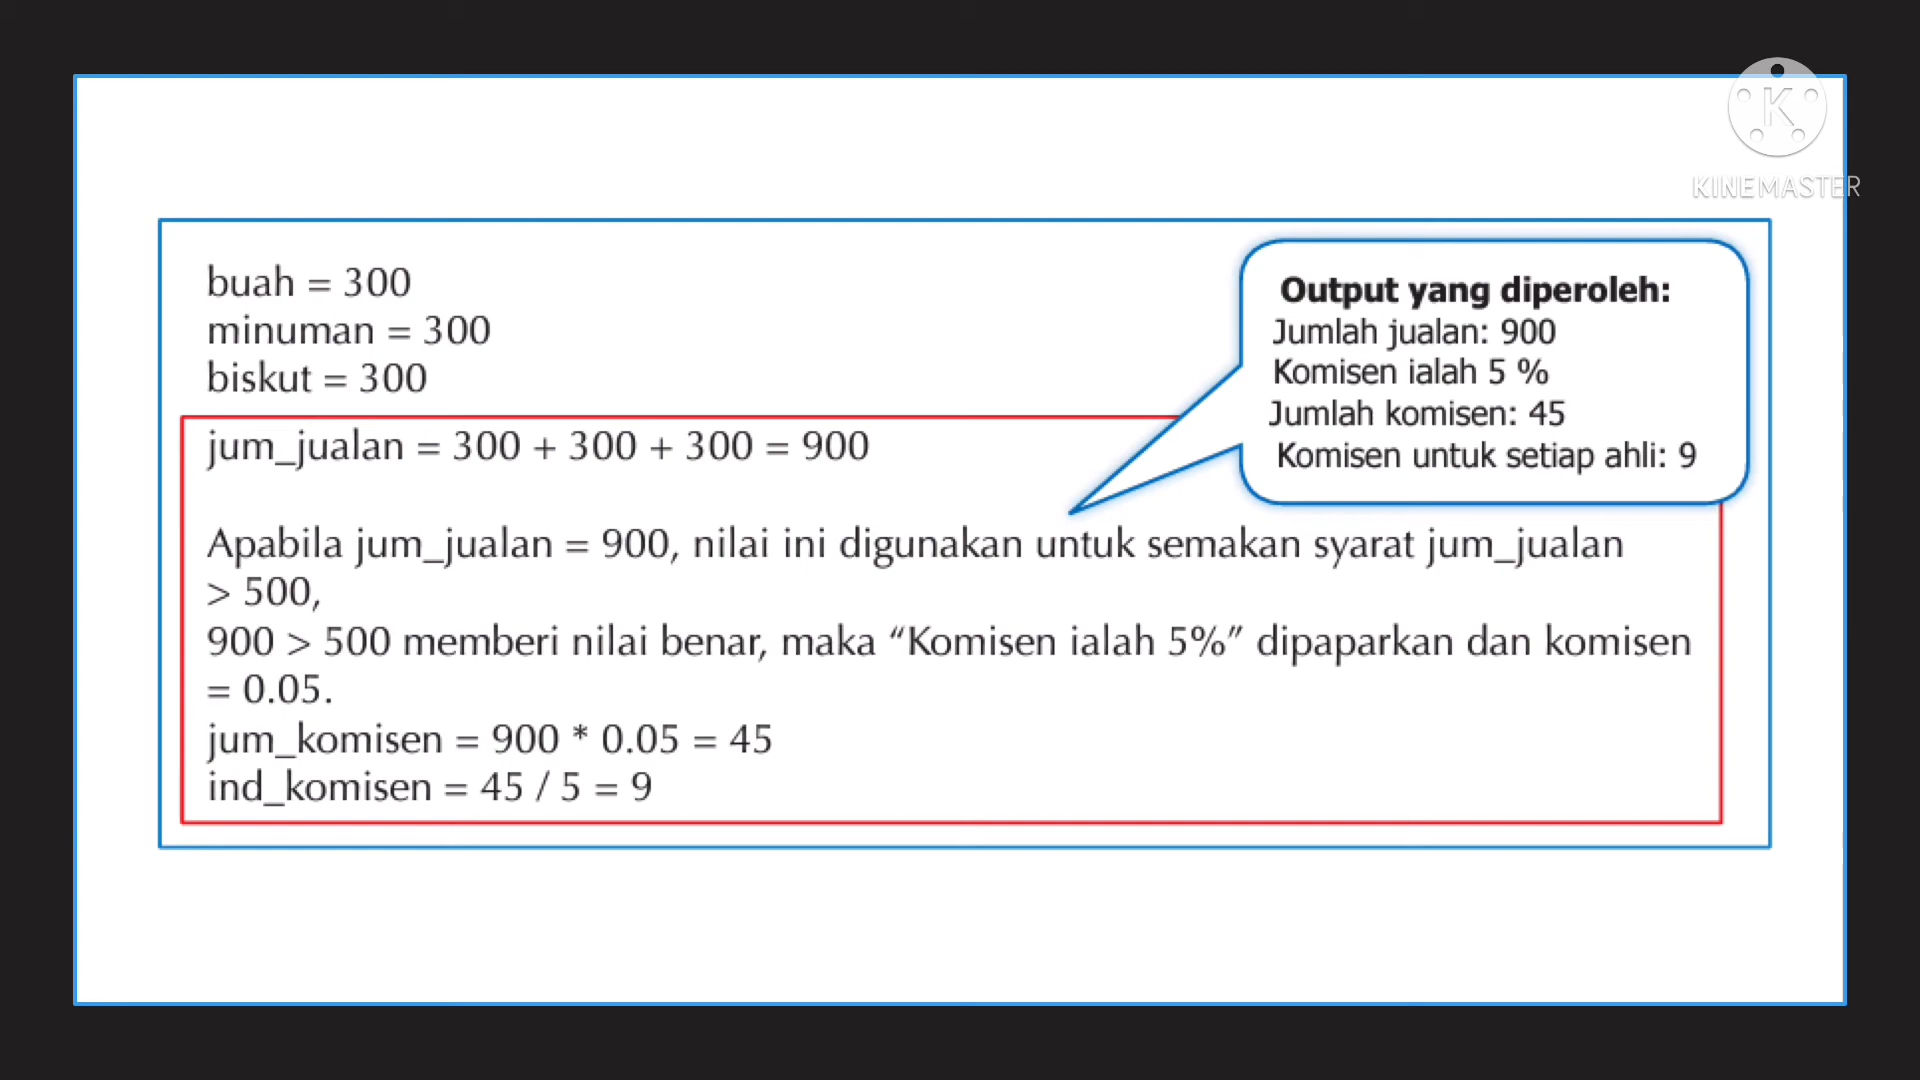 K
KINEMASTER
buah = 300
minuman = 300
biskut = 300
Output yang diperoleh:
Jumlah jualan: 900
Komisen ialah 5 %
Jumlah komisen: 45
Komisen untuk setiap ahli: 9
jum_jualan = 300 + 300 + 300 = 900
Apabila jum_jualan = 900, nilai ini digunakan untuk semakan syarat jum_jualan
> 500,
900 > 500 memberi nilai benar, maka “Komisen ialah 5%” dipaparkan dan komisen
= 0.05.
jum_komisen = 900 * 0.05 = 45
ind_komisen = 45 / 5 = 9